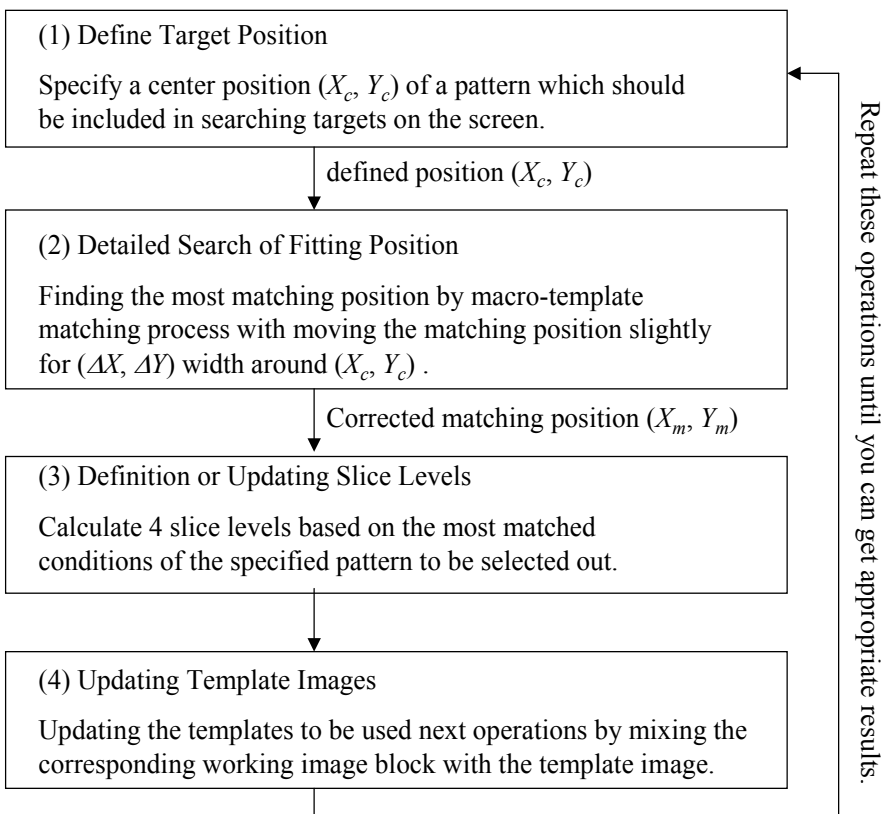 (1) Define Target Position
Specify a center position (Xc, Yc) of a pattern which should
be included in searching targets on the screen.
defined position (Xc, Yc)
(2) Detailed Search of Fitting Position
Finding the most matching position by macro-template
matching process with moving the matching position slightly
for (ΔX, ΔY) width around (Xc, Yc) .
Corrected matching position (Xm, Ym)
(3) Definition or Updating Slice Levels
Calculate 4 slice levels based on the most matched
conditions of the specified pattern to be selected out.
(4) Updating Template Images
Updating the templates to be used next operations by mixing the
corresponding working image block with the template image.
Repeat these operations until you can get appropriate results.